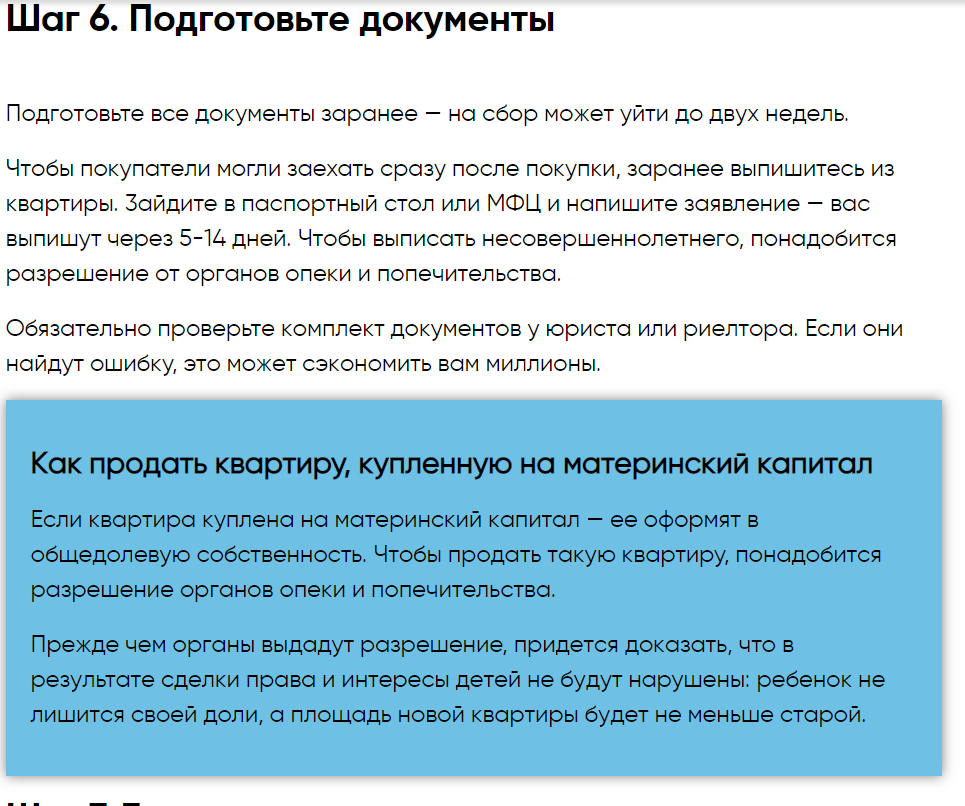 Шаг 6. Подготовьте документы
Подготовьте все документы заранее — на сбор может уйти до двух недель.
Чтобы покупатели могли заехать сразу после покупки, заранее выпишитесь из
квартиры. Зайдите в паспортный стол или МФЦ и напишите заявление — вас
выпишут через 5-14 дней. Чтобы выписать несовершеннолетнего, понадобится
разрешение от органов опеки и попечительства.
Обязательно проверьте комплект документов у юриста или риелтора. Если они
найдут ошибку, это может сэкономить вам миллионы.
Как продать квартиру, купленную на материнский капитал
Если квартира куплена на материнский капитал — ее оформят в
общедолевую собственность. Чтобы продать такую квартиру, понадобится
разрешение органов опеки и попечительства.
Прежде чем органы выдадут разрешение, придется доказать, что в
результате сделки права и интересы детей не будут нарушены: ребенок не
лишится своей доли, а площадь новой квартиры будет не меньше старой.